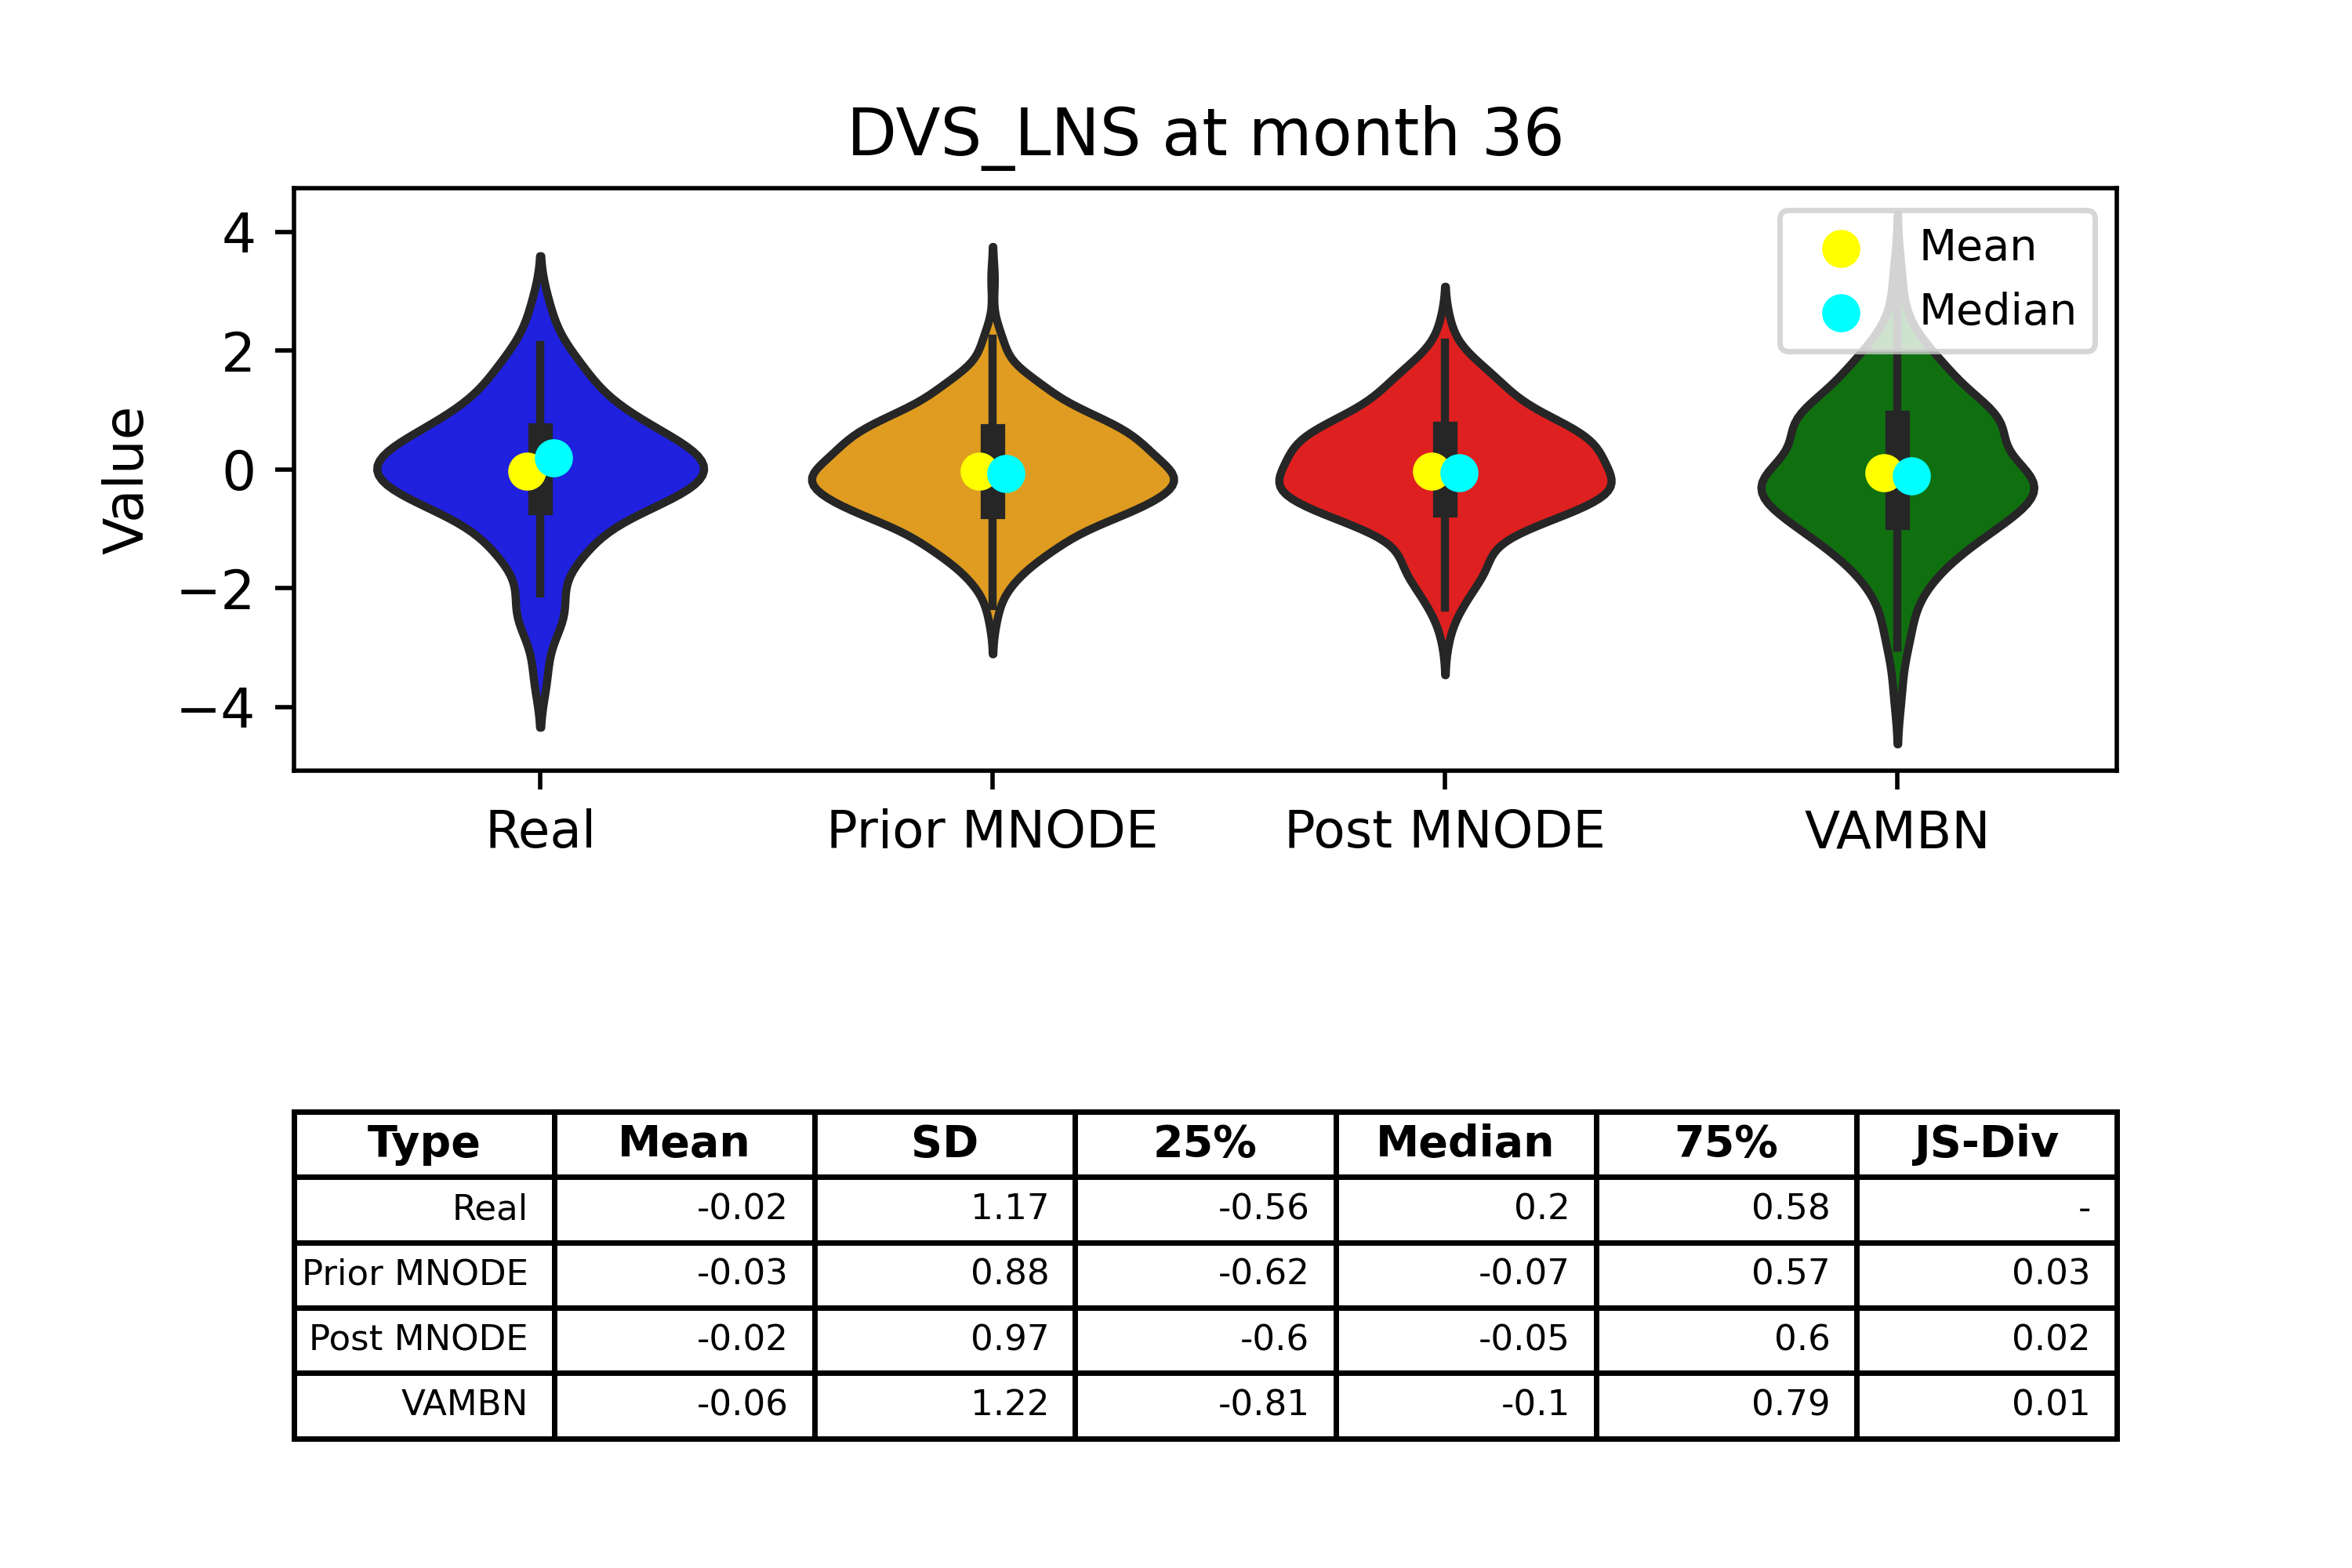 DVS_LNS at month 36
Value
4
2
0
−2
−4
Mean
Median
Real Prior MNODE Post MNODE VAMBN
Type Mean SD 25% Median 75% JS-Div
Real -0.02 1.17 -0.56 0.2 0.58 -
Prior MNODE -0.03 0.88 -0.62 -0.07 0.57 0.03
Post MNODE -0.02 0.97 -0.6 -0.05 0.6 0.02
VAMBN -0.06 1.22 -0.81 -0.1 0.79 0.01